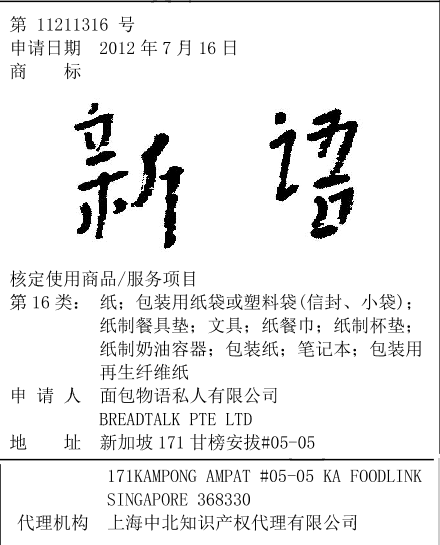 第 11211316 号
申请日期 2012 年 7 月 16 日
商 标
新 语
核定使用商品/服务项目
第 16 类: 纸; 包装用纸袋或塑料袋(信封、小袋);
纸制餐具垫; 文具; 纸餐巾; 纸制杯垫;
纸制奶油容器; 包装纸; 笔记本; 包装用
再生纤维纸
申 请 人 面包物语私人有限公司
BREADTALK PTE LTD
地 址 新加坡 171 甘榜安拔#05-05
171KAMPONG AMPAT #05-05 KA FOODLINK
SINGAPORE 368330
代理机构 上海中北知识产权代理有限公司